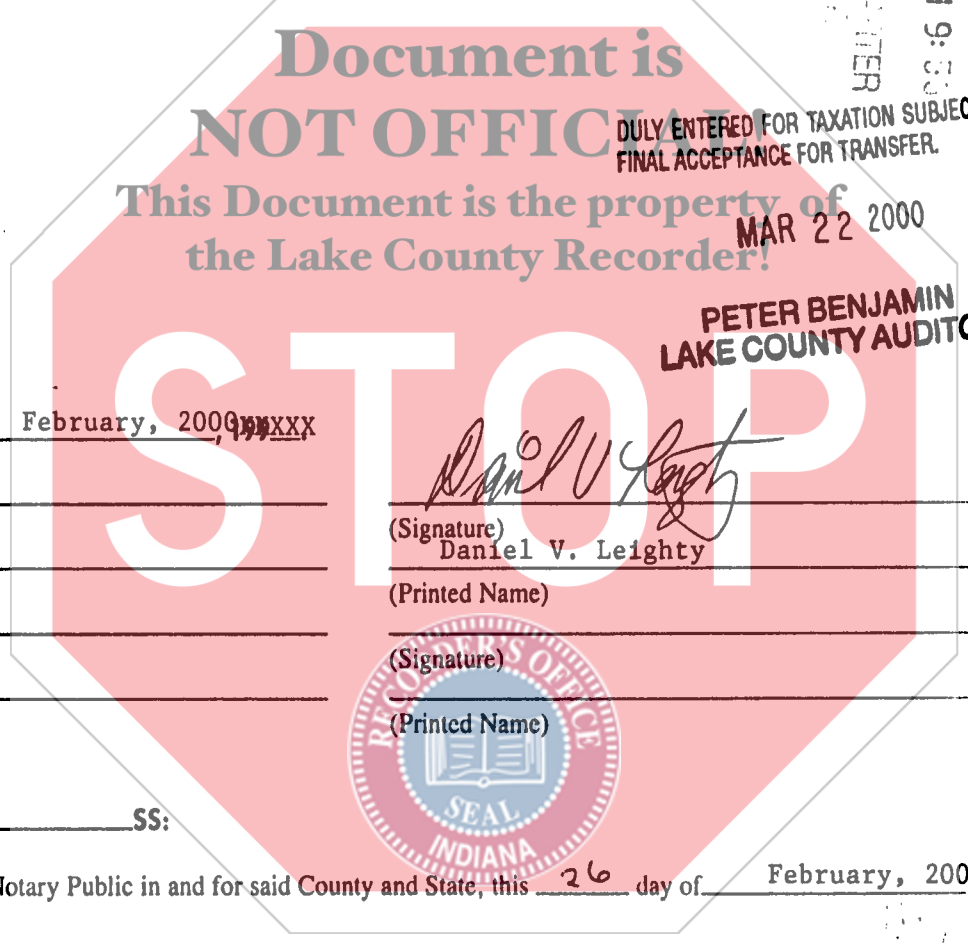 Document is
NOT OFFICIAL!
This Document is the property of
the Lake County Recorder!
DULY ENTERED FOR TAXATION SUBJEC
FINAL ACCEPTANCE FOR TRANSFER.
MAR 22 2000
PETER BENJAMIN
LAKE COUNTY AUDITO
STOP
February, 2000
(Signature)
Daniel V. Leighty
(Printed Name)
(Signature)
(Printed Name)
RECORDER'S OFFICE
SEAL
INDIANA
SS:
Notary Public in and for said County and State, this 26 day of February, 200